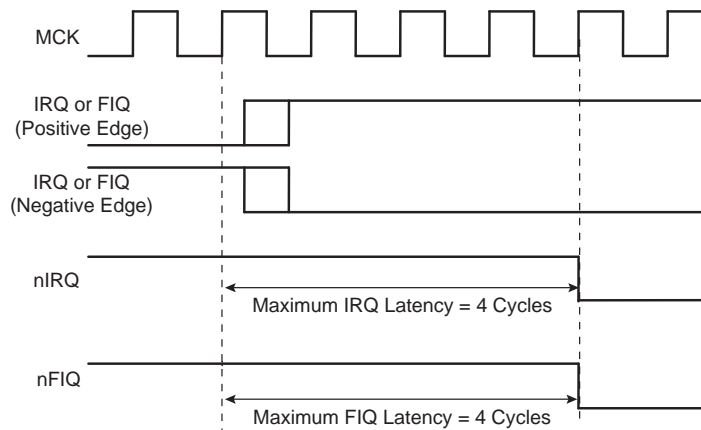 MCK
IRQ or FIQ
(Positive Edge)
IRQ or FIQ
(Negative Edge)
nIRQ
Maximum IRQ Latency = 4 Cycles
nFIQ
Maximum FIQ Latency = 4 Cycles